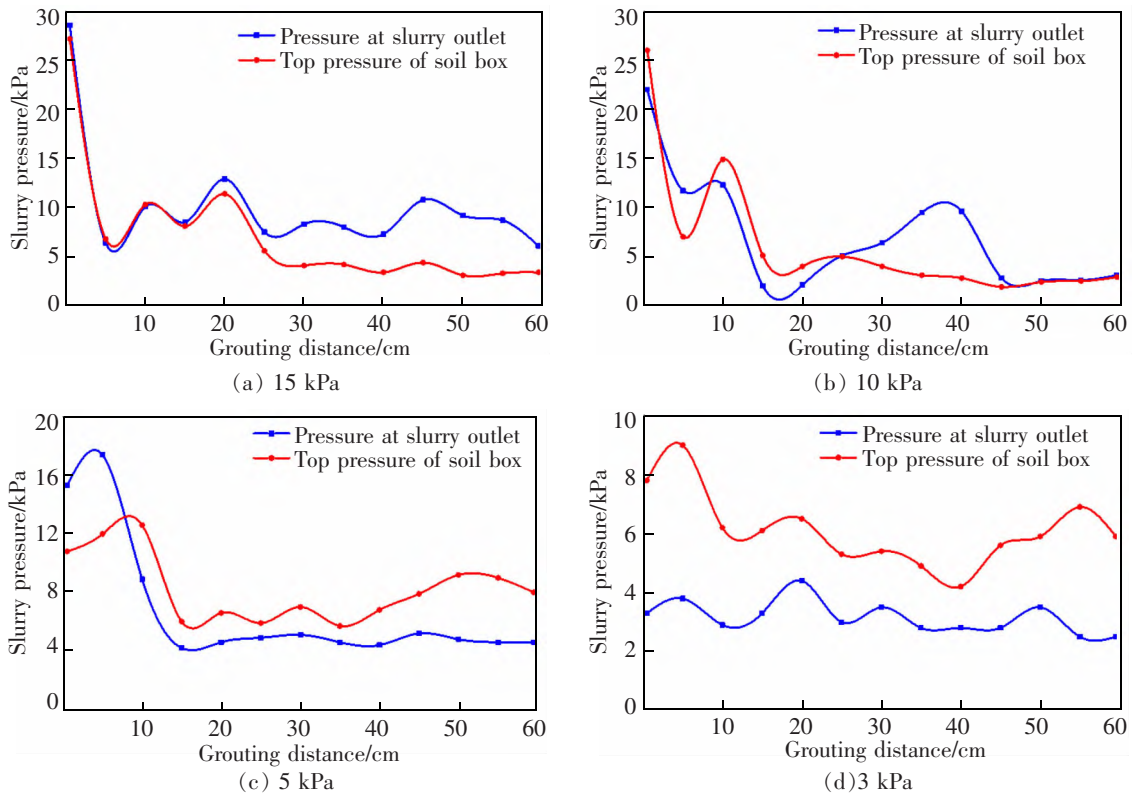 30
25
20
15
10
5
0
Slurry pressure/kPa
Pressure at slurry outlet
Top pressure of soil box
10 20 30 40 50 60
Grouting distance/cm
(a) 15 kPa
30
25
20
15
10
5
0
Slurry pressure/kPa
Pressure at slurry outlet
Top pressure of soil box
10 20 30 40 50 60
Grouting distance/cm
(b) 10 kPa
20
16
12
8
4
0
Slurry pressure/kPa
Pressure at slurry outlet
Top pressure of soil box
10 20 30 40 50 60
Grouting distance/cm
(c) 5 kPa
10
8
6
4
2
0
Slurry pressure/kPa
Pressure at slurry outlet
Top pressure of soil box
10 20 30 40 50 60
Grouting distance/cm
(d)3 kPa